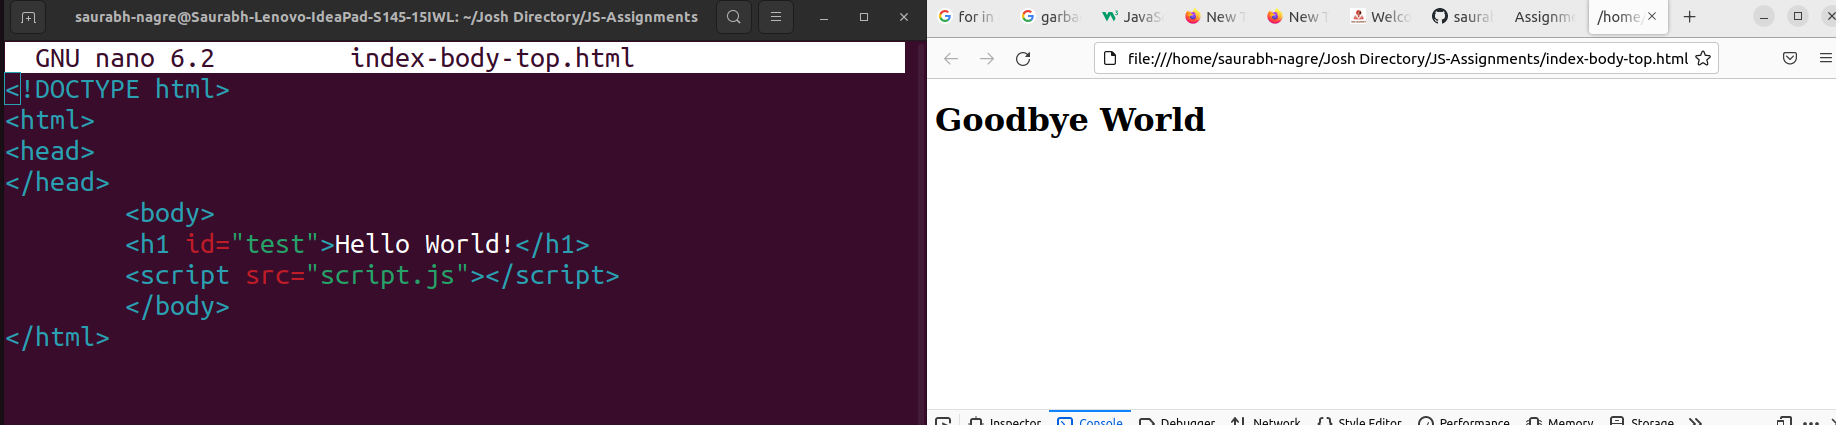 saurabh-nagre@Saurabh-Lenovo-IdeaPad-S145-15IWL: ~/Josh Directory/JS-Assignments
GNU nano 6.2 index-body-top.html
<!DOCTYPE html>
<html>
<head>
</head>
<body>
<h1 id="test">Hello World!</h1>
<script src="script.js"></script>
</body>
</html>
for in garba JavaS New T New T Welco saural Assignme /home/
file:///home/saurabh-nagre/Josh Directory/JS-Assignments/index-body-top.html
Goodbye World
Inspector Console Debugger Network Style Editor Performance Memory Storage